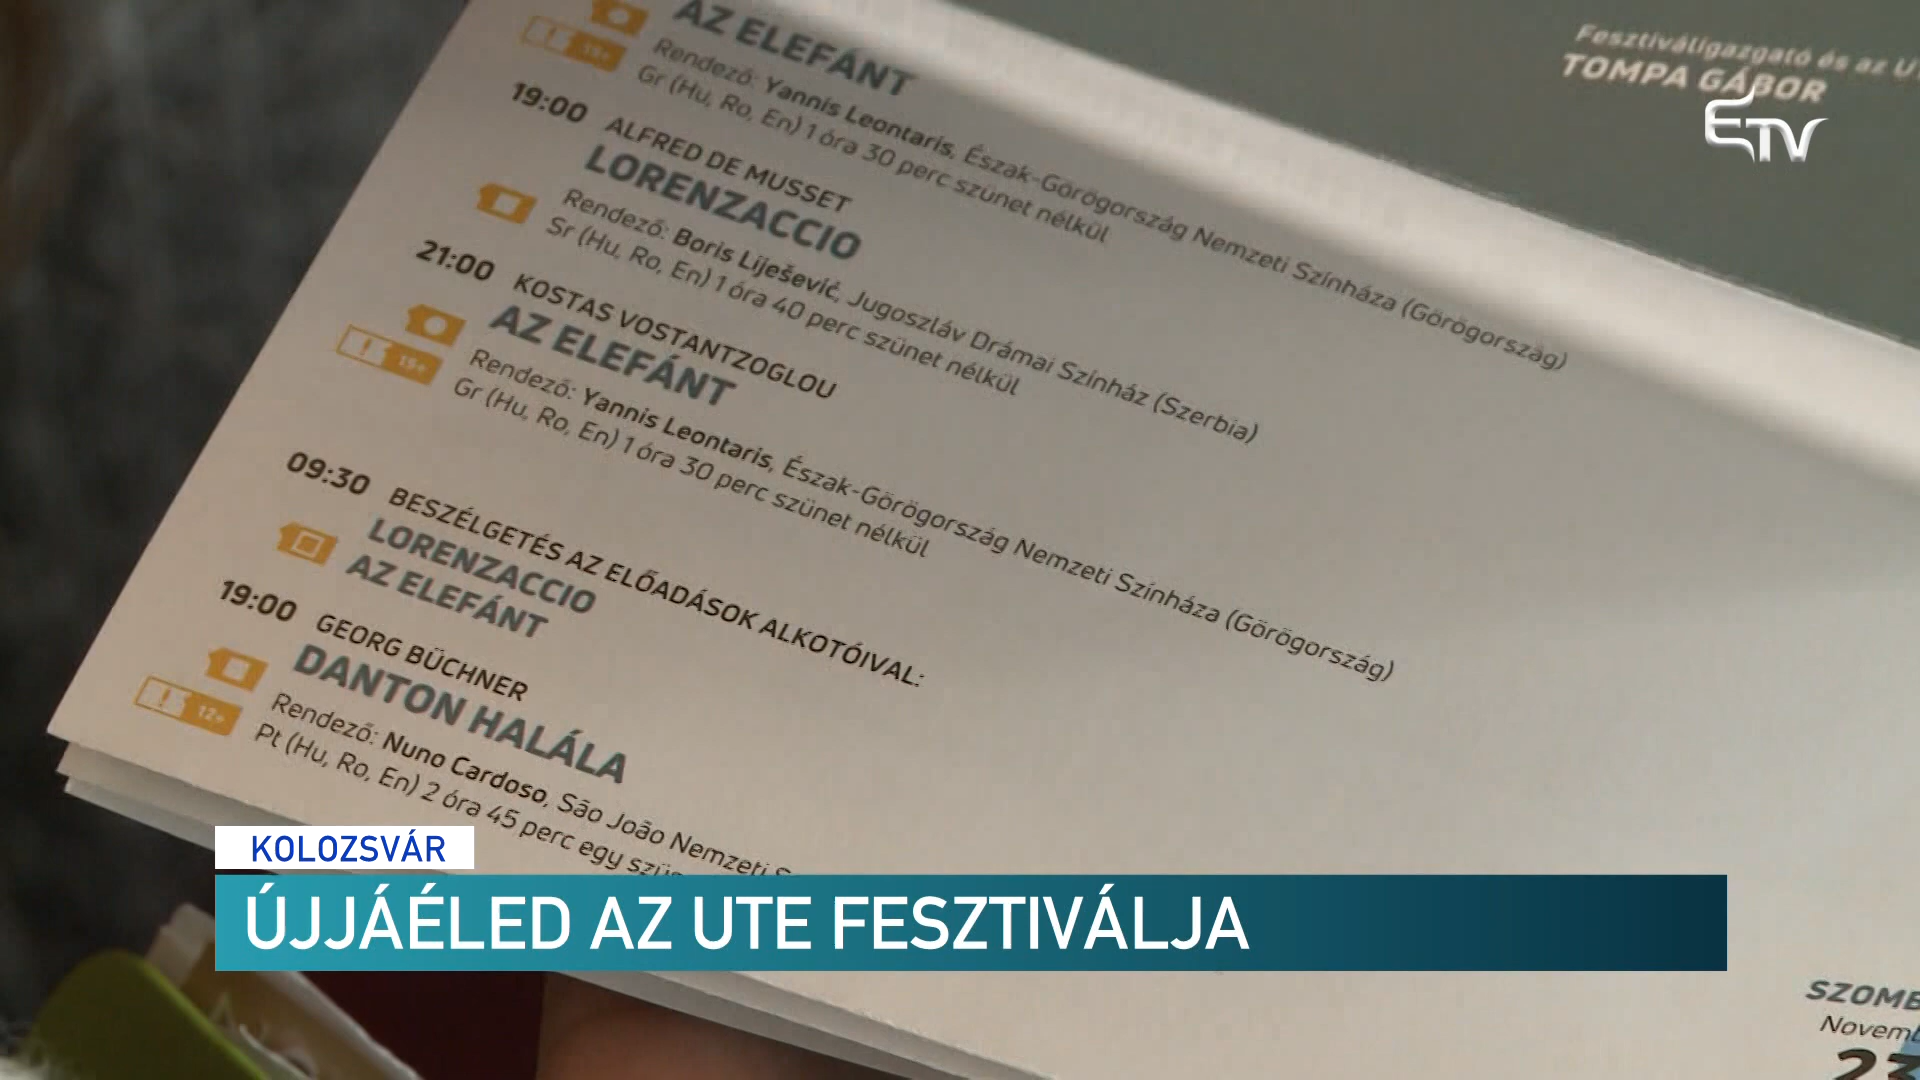 AZ ELEFÁNT
15+
Rendező: Yannis Leontaris, Észak-Görögország Nemzeti Színháza (Görögország)
Gr (Hu, Ro, En) 1 óra 30 perc szünet nélkül
19:00 ALFRED DE MUSSET
LORENZACCIO
Rendező: Boris Liješević, Jugoszláv Drámai Színház (Szerbia)
Sr (Hu, Ro, En) 1 óra 40 perc szünet nélkül
21:00 KOSTAS VOSTANTZOGLOU
AZ ELEFÁNT
15+
Rendező: Yannis Leontaris, Észak-Görögország Nemzeti Színháza (Görögország)
Gr (Hu, Ro, En) 1 óra 30 perc szünet nélkül
09:30 BESZÉLGETÉS AZ ELŐADÁSOK ALKOTÓIVAL:
LORENZACCIO
AZ ELEFÁNT
19:00 GEORG BÜCHNER
DANTON HALÁLA
12+
Rendező: Nuno Cardoso, São João Nemzeti
Pt (Hu, Ro, En) 2 óra 45 perc egy
Fesztiváligazgató és az
TOMPA GÁBOR
ETV
KOLOZSVÁR
ÚJJÁÉLED AZ UTE FESZTIVÁLJA
SZOMB
Novemb
23